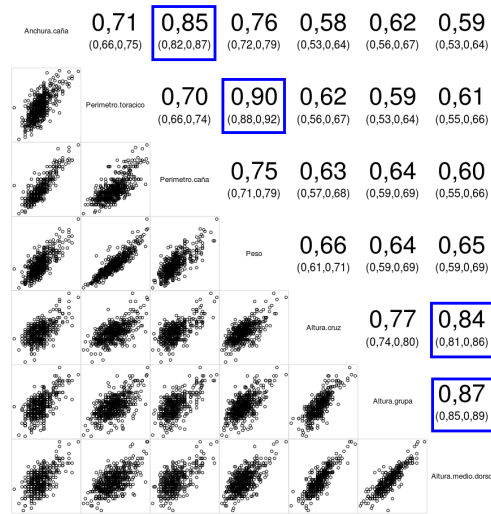 Anchura.caña 0,71 0,85 0,76 0,58 0,62 0,59
(0,66,0,75) (0,82,0,87) (0,72,0,79) (0,53,0,64) (0,56,0,67) (0,53,0,64)
Perimetro.toracico 0,70 0,90 0,62 0,59 0,61
(0,66,0,74) (0,88,0,92) (0,56,0,67) (0,53,0,64) (0,55,0,66)
Perimetro.caña 0,75 0,63 0,64 0,60
(0,71,0,79) (0,57,0,68) (0,59,0,69) (0,55,0,66)
Peso 0,66 0,64 0,65
(0,61,0,71) (0,59,0,69) (0,59,0,69)
Altura.cruz 0,77 0,84
(0,74,0,80) (0,81,0,86)
Altura.grupa 0,87
(0,85,0,89)
Altura.medio.dorso